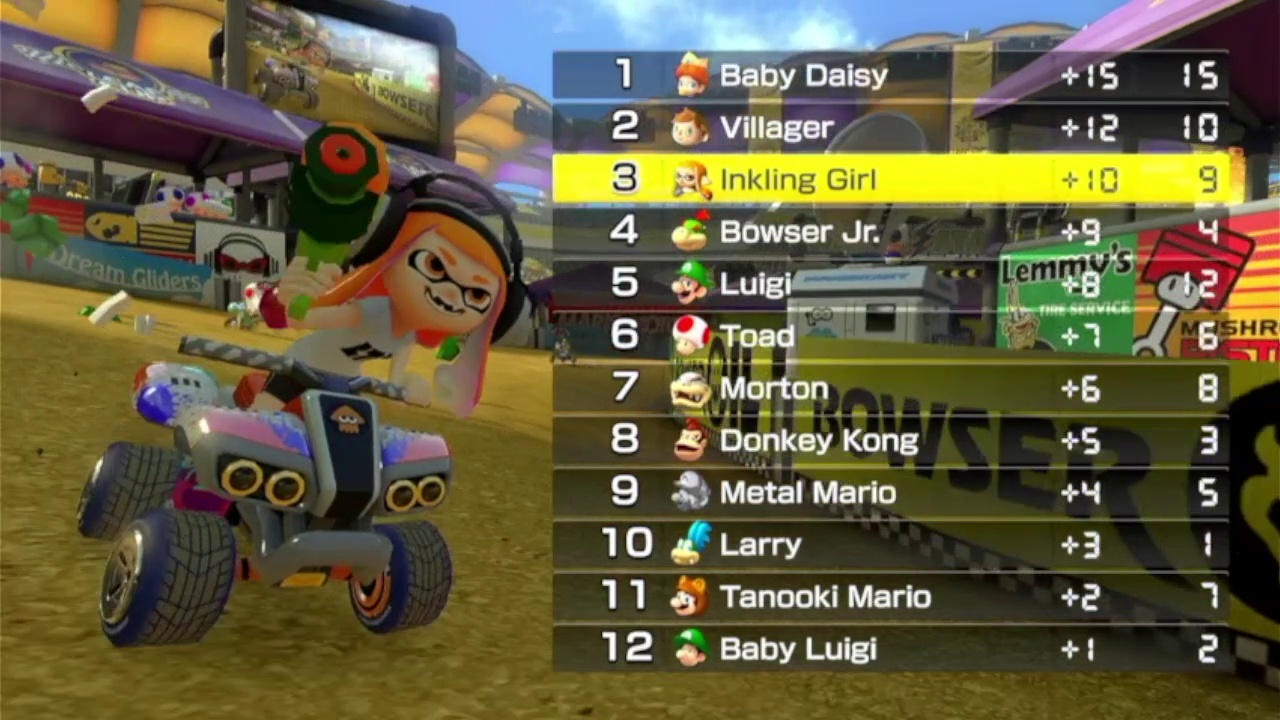 BOWSER
Dream Gliders
1 Baby Daisy +15 15
2 Villager +12 10
3 Inkling Girl +10 9
4 Bowser Jr. +9 4
5 Luigi +8 12
6 Toad +7 6
7 Morton +6 8
8 Donkey Kong +5 3
9 Metal Mario +4 5
10 Larry +3 1
11 Tanooki Mario +2 7
12 Baby Luigi +1 2
Lemmy's
TIRE SERVICE
BOWSER